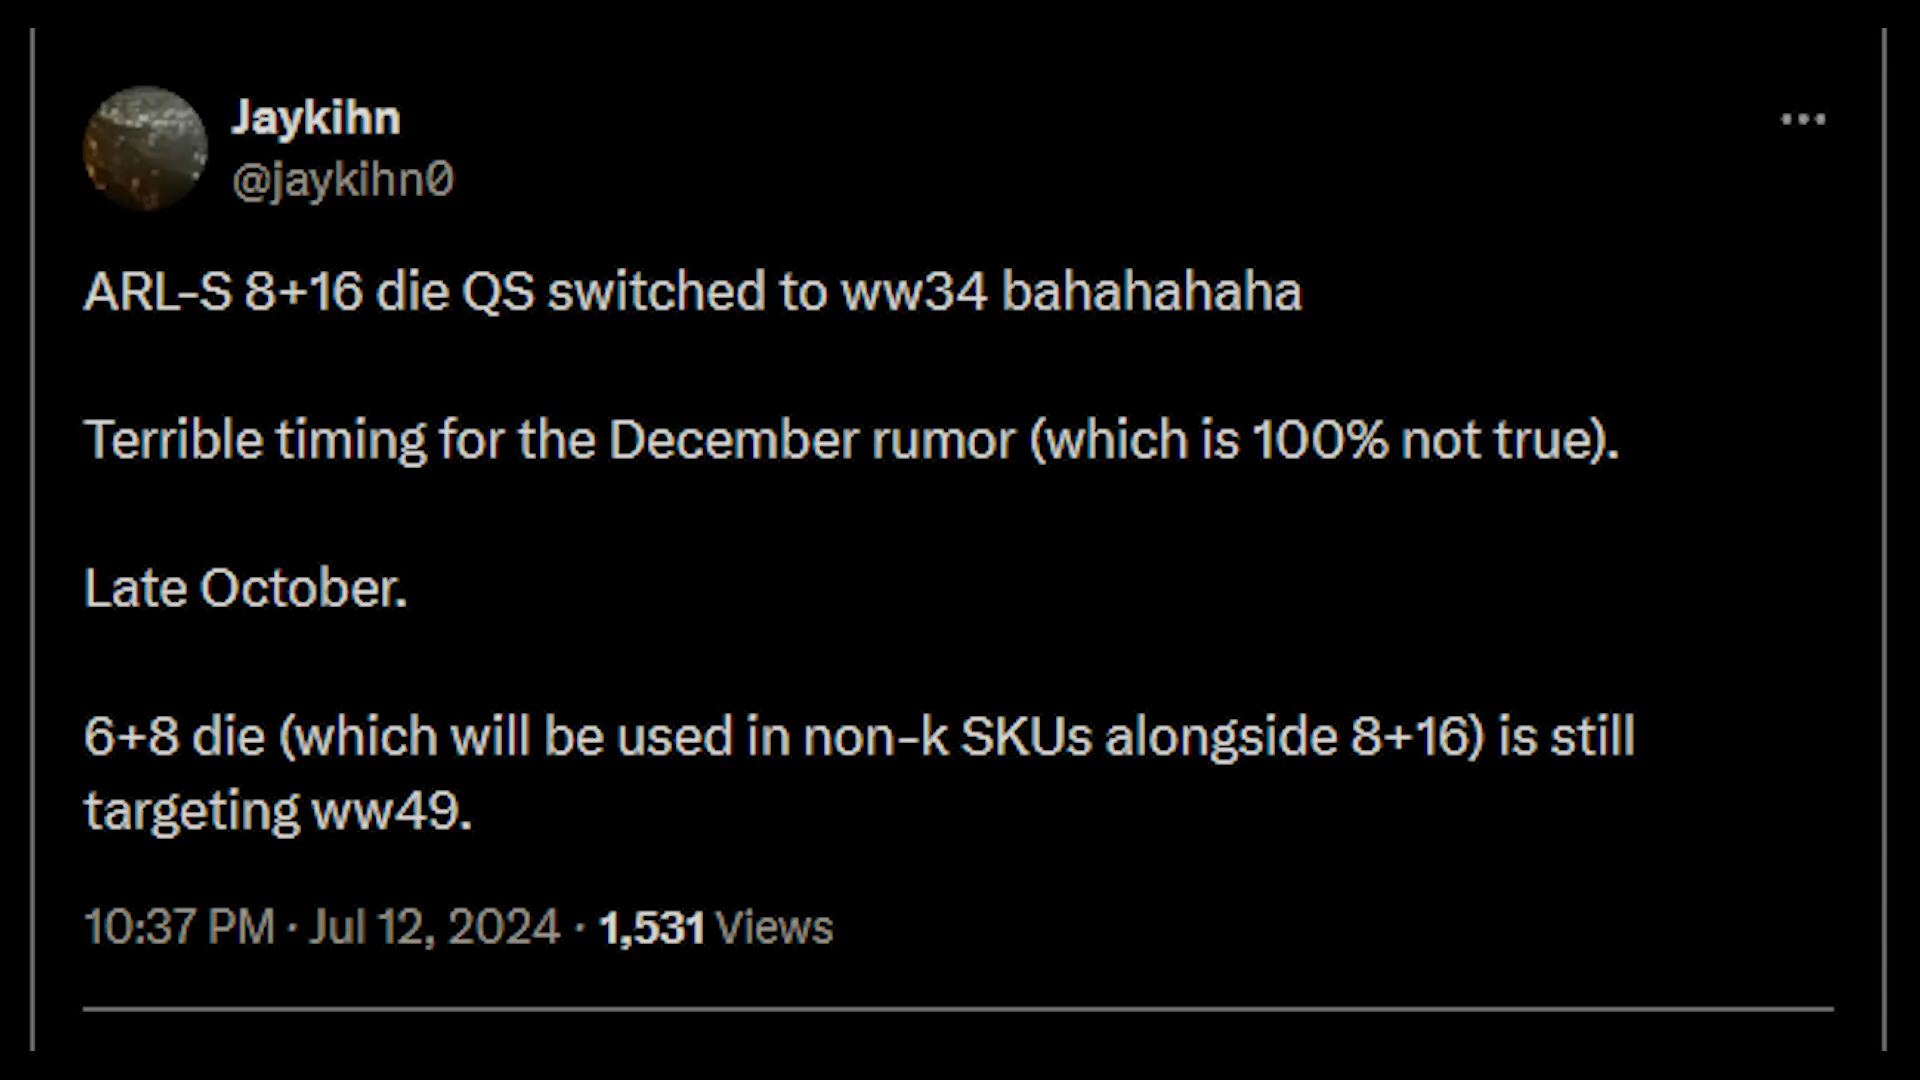 Jaykihn
@jaykihn0
ARL-S 8+16 die QS switched to ww34 bahahahaha
Terrible timing for the December rumor (which is 100% not true).
Late October.
6+8 die (which will be used in non-k SKUs alongside 8+16) is still
targeting ww49.
10:37 PM · Jul 12, 2024 · 1,531 Views